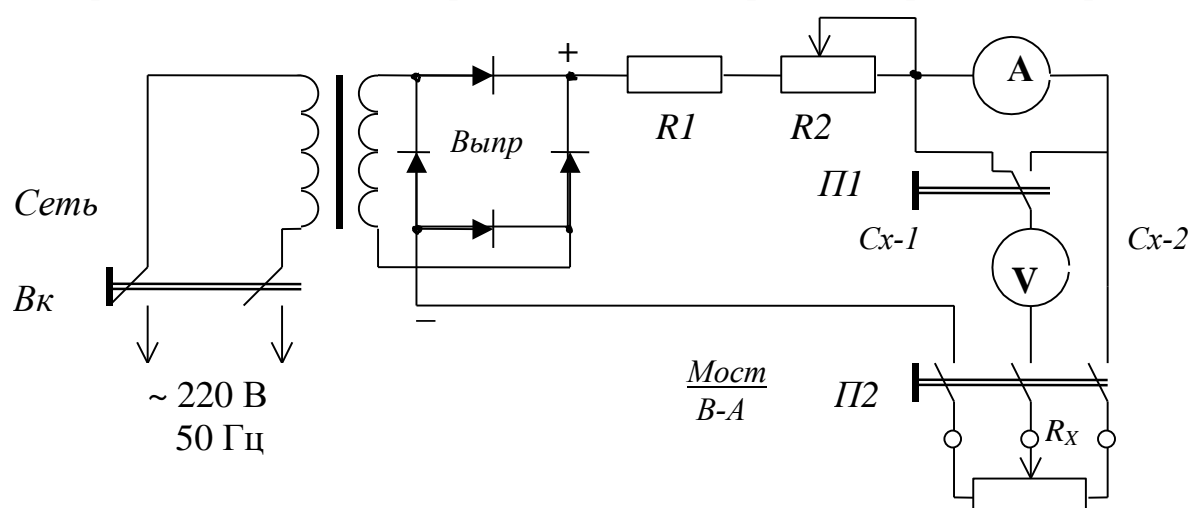 +
A
R1
R2
Выпр
П1
Сеть
Сх-1
Сх-2
V
Вк
–
Мост
В-А
П2
~ 220 В
50 Гц
RX